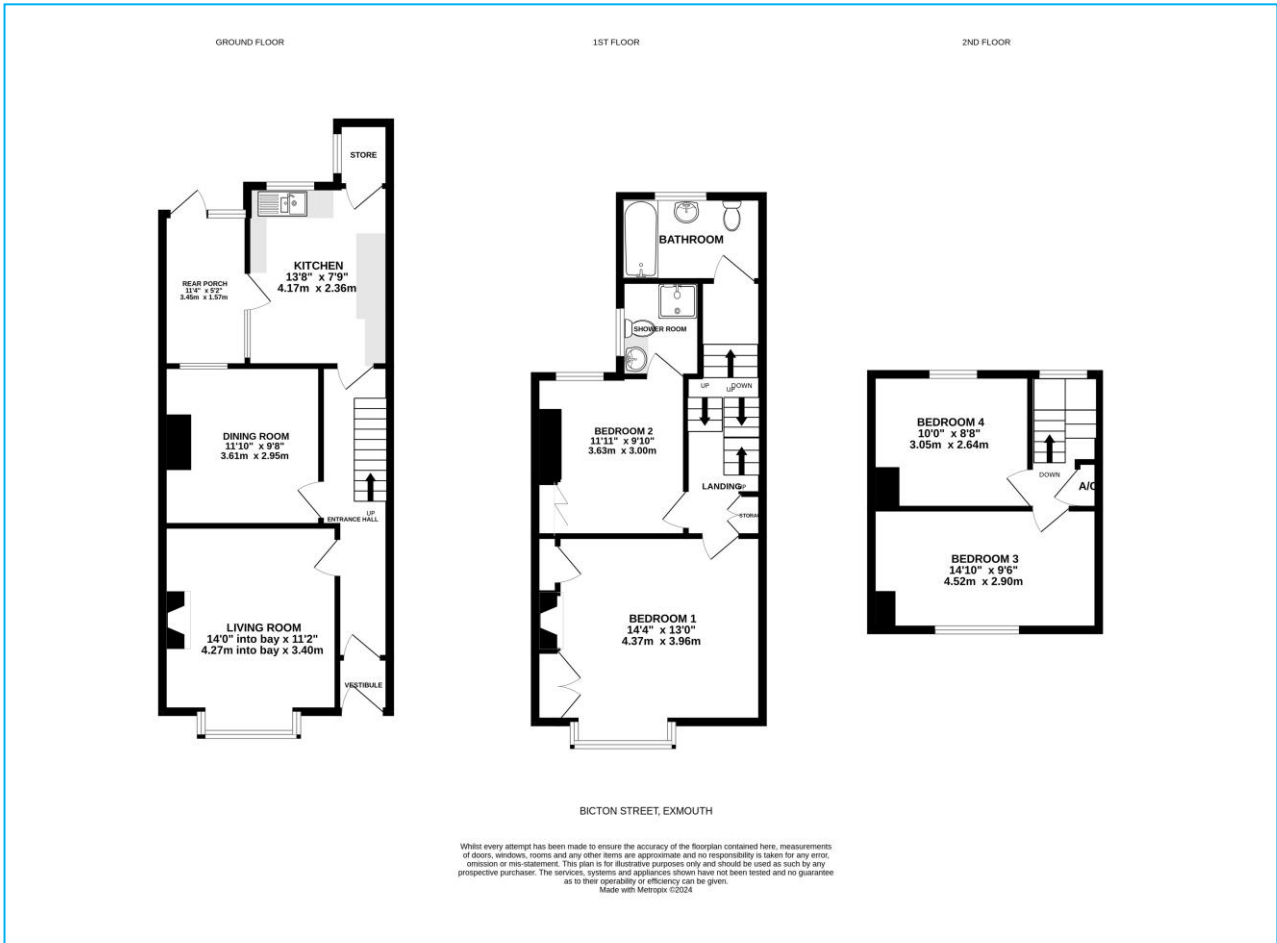 GROUND FLOOR
STORE
KITCHEN
13'8" x 7'9"
4.17m x 2.36m
REAR PORCH
11'4" x 5'2"
3.45m x 1.57m
DINING ROOM
11'10" x 9'8"
3.61m x 2.95m
UP
ENTRANCE HALL
LIVING ROOM
14'0" into bay x 11'2"
4.27m into bay x 3.40m
VESTIBULE
1ST FLOOR
BATHROOM
SHOWER ROOM
UP
DOWN
UP
BEDROOM 2
11'11" x 9'10"
3.63m x 3.00m
LANDING
UP
STORA
BEDROOM 1
14'4" x 13'0"
4.37m x 3.96m
2ND FLOOR
BEDROOM 4
10'0" x 8'8"
3.05m x 2.64m
DOWN
A/C
BEDROOM 3
14'10" x 9'6"
4.52m x 2.90m
BICTON STREET, EXMOUTH
Whilst every attempt has been made to ensure the accuracy of the floorplan contained here, measurements
of doors, windows, rooms and any other items are approximate and no responsibility is taken for any error,
omission or mis-statement. This plan is for illustrative purposes only and should be used as such by any
prospective purchaser. The services, systems and appliances shown have not been tested and no guarantee
as to their operability or efficiency can be given.
Made with Metropix ©2024